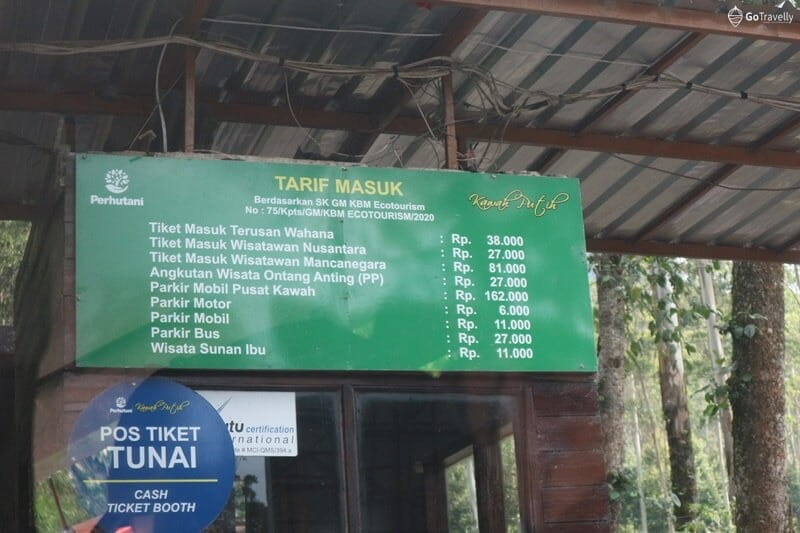 GoTravelly
Perhutani
TARIF MASUK
Berdasarkan SK GM KBM Ecotourism
No : 75/Kpts/GM/KBM ECOTOURISM/2020
Kawah Putih
Tiket Masuk Terusan Wahana : Rp. 38.000
Tiket Masuk Wisatawan Nusantara : Rp. 27.000
Tiket Masuk Wisatawan Mancanegara : Rp. 81.000
Angkutan Wisata Ontang Anting (PP) : Rp. 27.000
Parkir Mobil Pusat Kawah : Rp. 162.000
Parkir Motor : Rp. 6.000
Parkir Mobil : Rp. 11.000
Parkir Bus : Rp. 27.000
Wisata Sunan Ibu : Rp. 11.000
Perhutani Kawah Putih
POS TIKET
TUNAI
CASH
TICKET BOOTH
certification